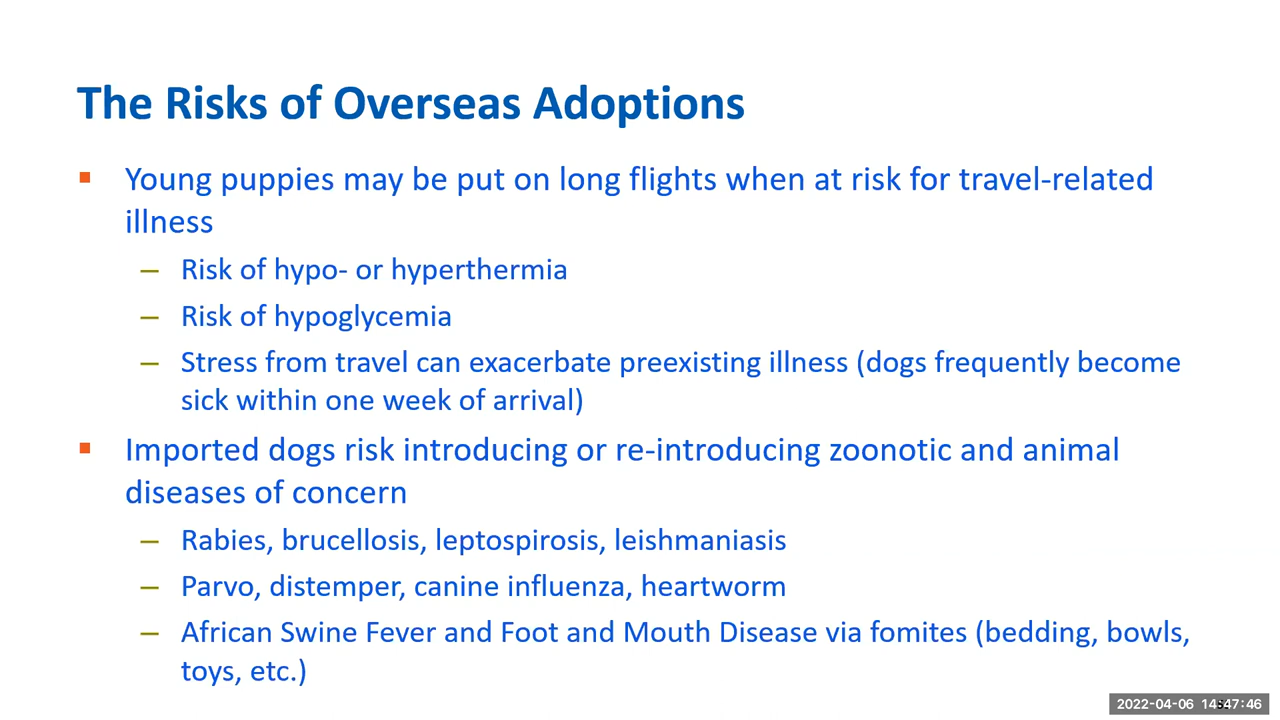 The Risks of Overseas Adoptions
▪ Young puppies may be put on long flights when at risk for travel-related
illness
– Risk of hypo- or hyperthermia
– Risk of hypoglycemia
– Stress from travel can exacerbate preexisting illness (dogs frequently become
sick within one week of arrival)
▪ Imported dogs risk introducing or re-introducing zoonotic and animal
diseases of concern
– Rabies, brucellosis, leptospirosis, leishmaniasis
– Parvo, distemper, canine influenza, heartworm
– African Swine Fever and Foot and Mouth Disease via fomites (bedding, bowls,
toys, etc.)
2022-04-06 14:47:46